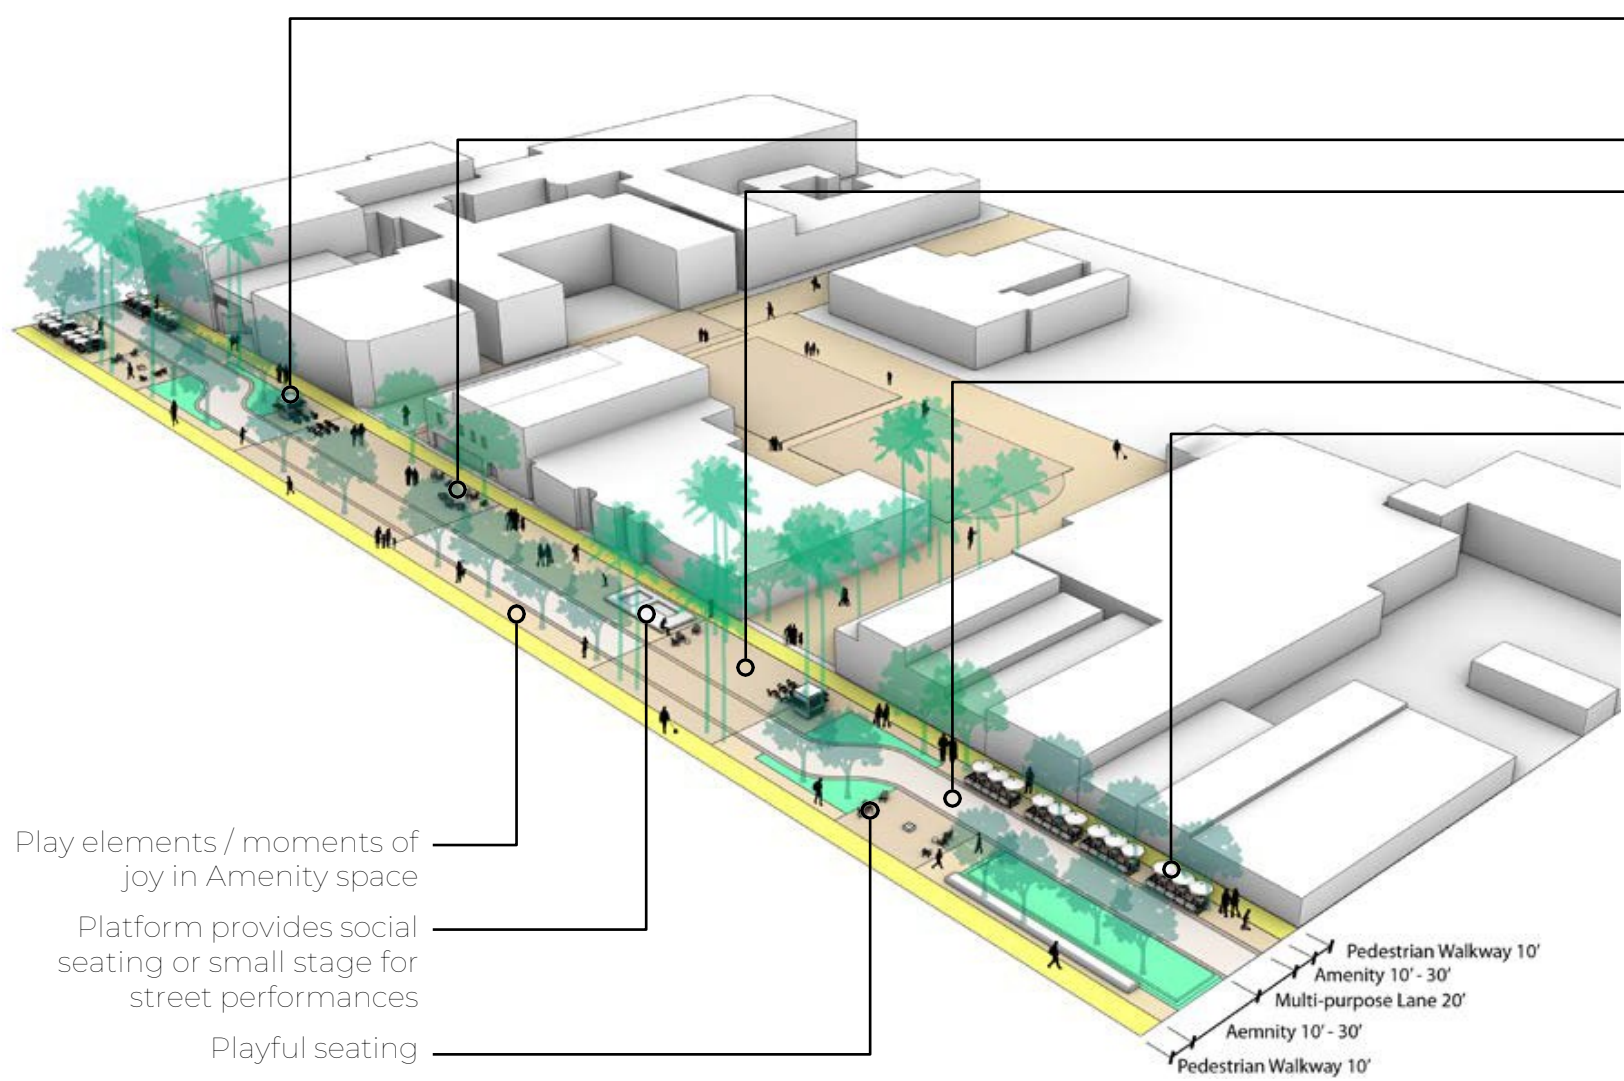 Play elements / moments of
joy in Amenity space
Platform provides social
seating or small stage for
street performances
Playful seating
Pedestrian Walkway 10'
Amenity 10' - 30'
Multi-purpose Lane 20'
Aemnity 10' - 30'
Pedestrian Walkway 10'